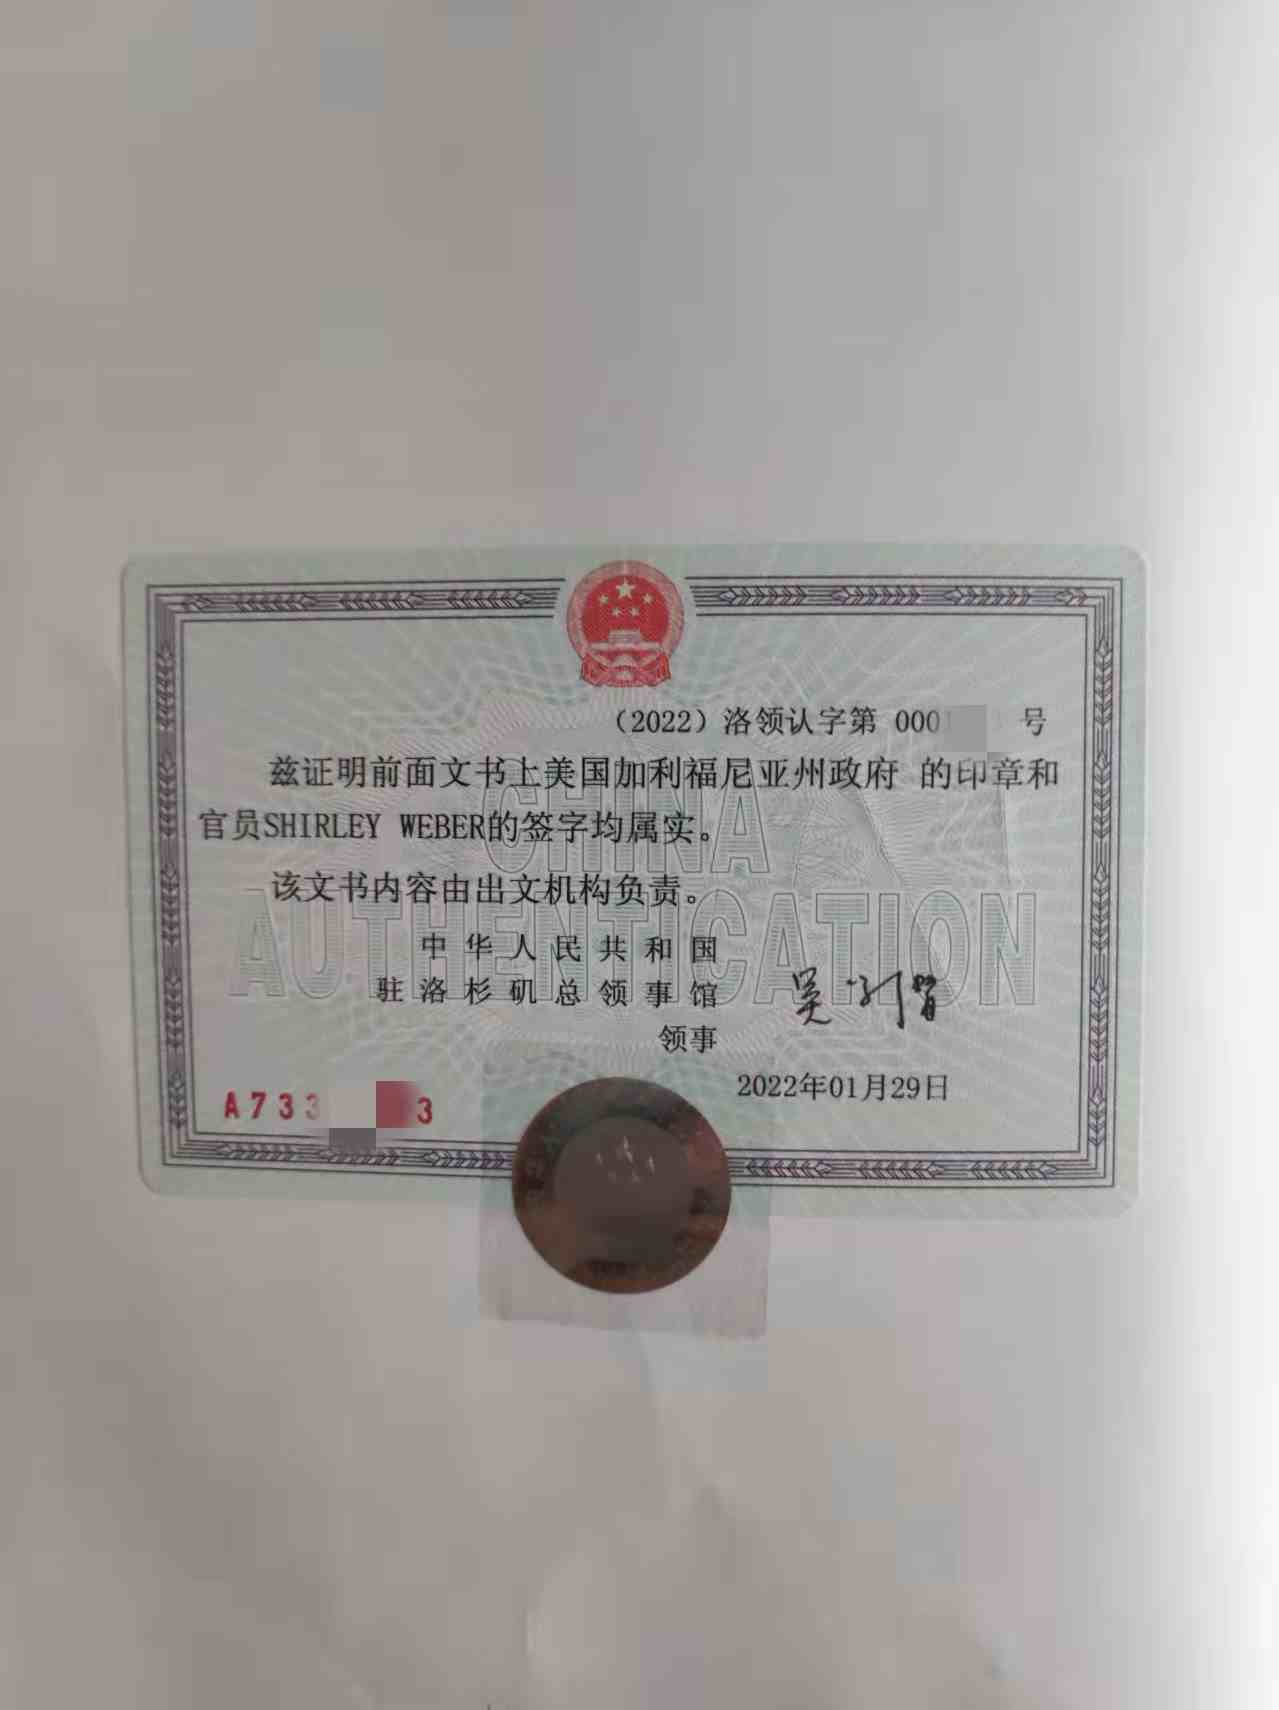 （2022）洛领认字第 000 号
兹证明前面文书上美国加利福尼亚州政府 的印章和
官员SHIRLEY WEBER的签字均属实。
该文书内容由出文机构负责。
CHINA
AUTHENTICATION
中华人民共和国
驻洛杉矶总领事馆
领事
2022年01月29日
A733 3